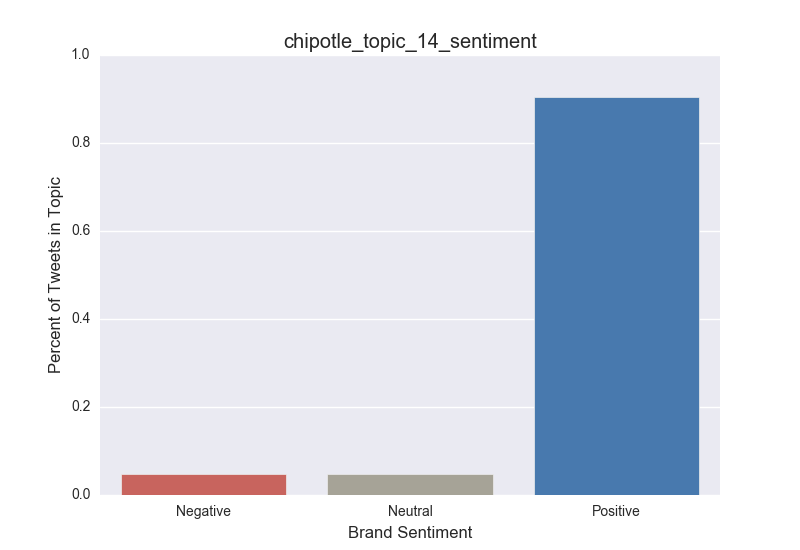 chipotle_topic_14_sentiment
1.0
0.8
0.6
0.4
0.2
0.0
Percent of Tweets in Topic
Negative
Neutral
Positive
Brand Sentiment